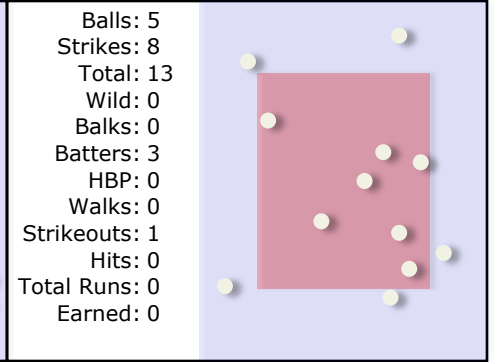 Balls: 5
Strikes: 8
Total: 13
Wild: 0
Balks: 0
Batters: 3
HBP: 0
Walks: 0
Strikeouts: 1
Hits: 0
Total Runs: 0
Earned: 0